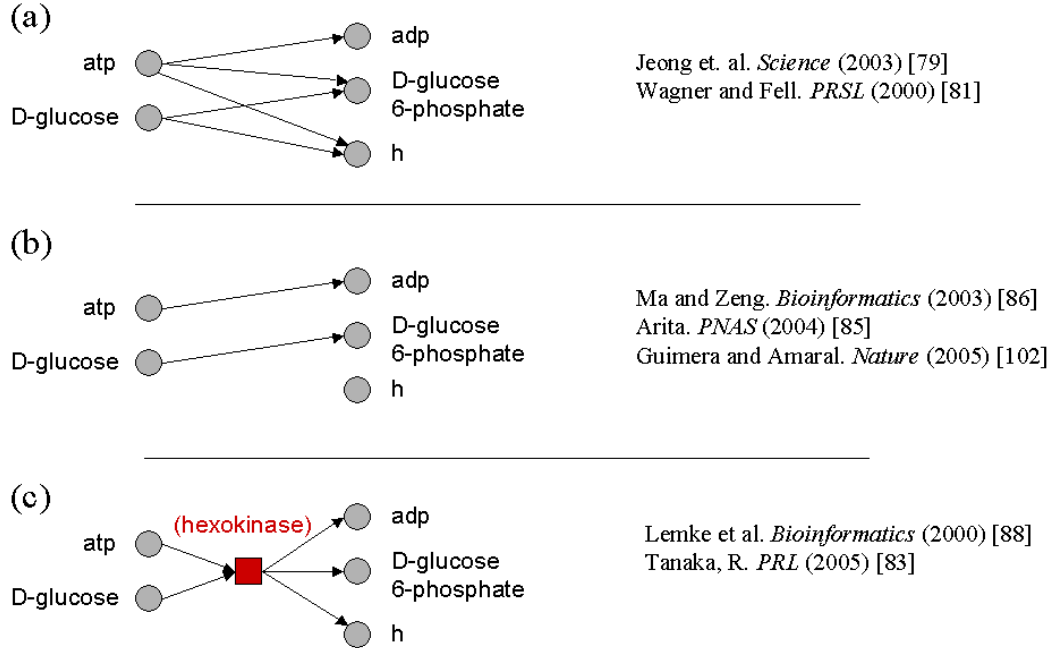 (a)
atp
D-glucose
adp
D-glucose
6-phosphate
h
Jeong et. al. Science (2003) [79]
Wagner and Fell. PRSL (2000) [81]
(b)
atp
D-glucose
adp
D-glucose
6-phosphate
h
Ma and Zeng. Bioinformatics (2003) [86]
Arita. PNAS (2004) [85]
Guimera and Amaral. Nature (2005) [102]
(c)
atp
D-glucose
(hexokinase)
adp
D-glucose
6-phosphate
h
Lemke et al. Bioinformatics (2000) [88]
Tanaka, R. PRL (2005) [83]